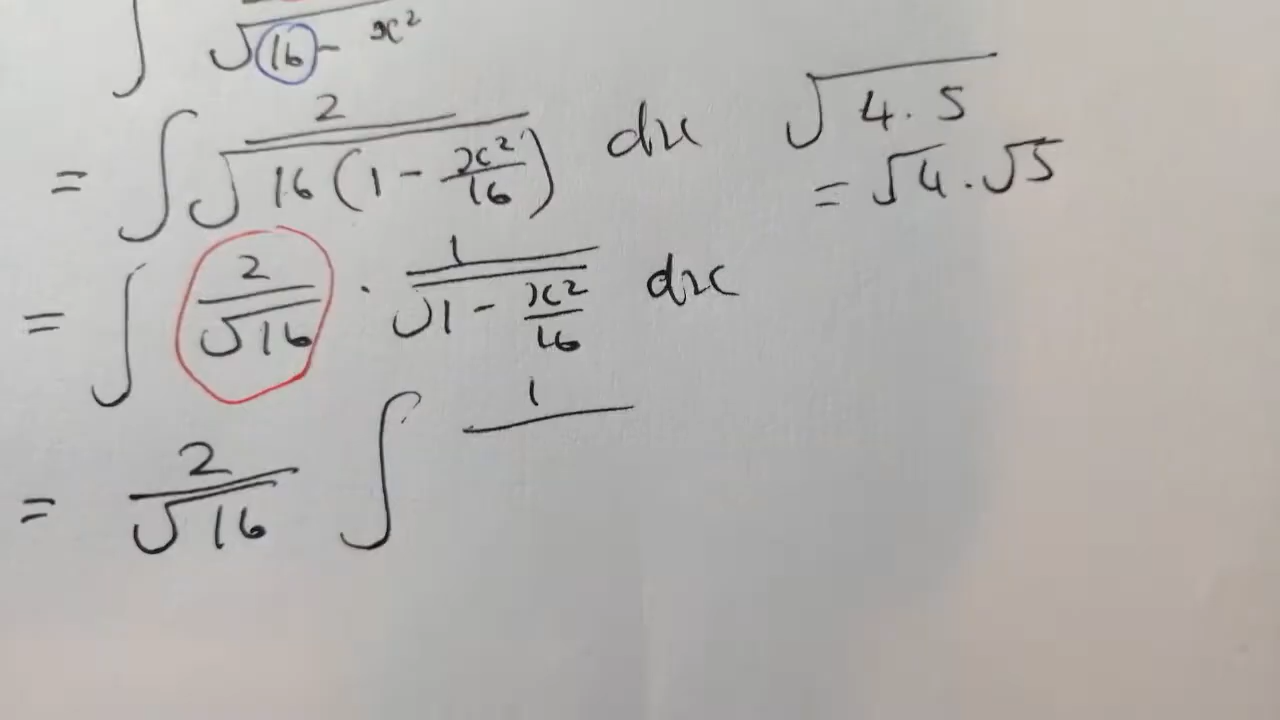 ∫ √16 - x²
= ∫ 2/√(16(1 - x²/16)) dx √(4.5)
= √4 . √5
= ∫ 2/√16 . 1/√(1 - x²/16) dx
= 2/√16 ∫ 1/